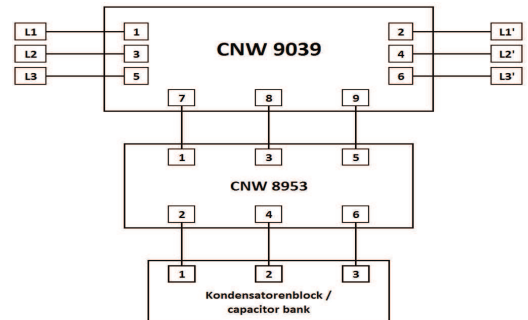 L1 1 CNW 9039 2 L1'
L2 3 4 L2'
L3 5 6 L3'
7 8 9
1 3 5
CNW 8953
2 4 6
1 2 3
Kondensatorenblock /
capacitor bank